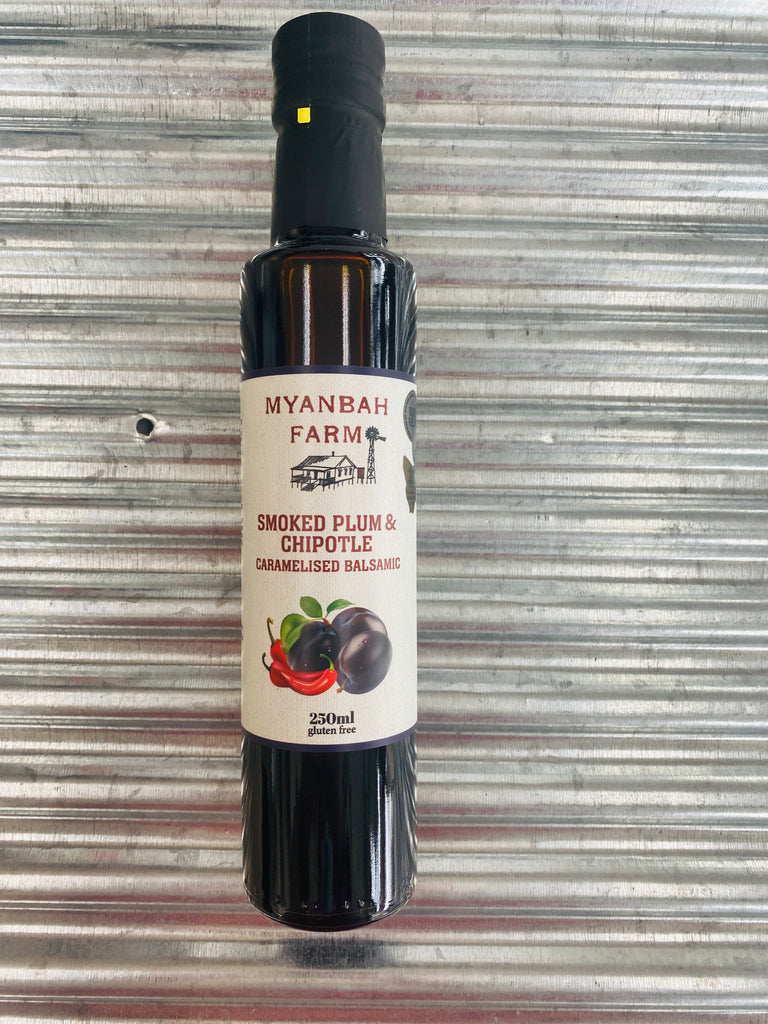 MYANBAH
FARM
SMOKED PLUM &
CHIPOTLE
CARAMELISED BALSAMIC
250ml
gluten free